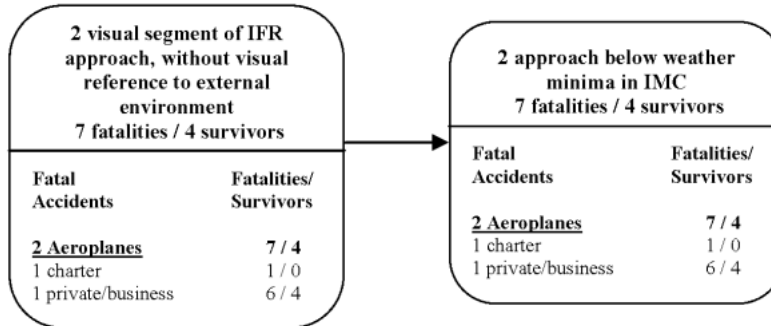 2 visual segment of IFR
approach, without visual
reference to external
environment
7 fatalities / 4 survivors
Fatal Fatalities/
Accidents Survivors
2 Aeroplanes 7 / 4
1 charter 1 / 0
1 private/business 6 / 4
2 approach below weather
minima in IMC
7 fatalities / 4 survivors
Fatal Fatalities/
Accidents Survivors
2 Aeroplanes 7 / 4
1 charter 1 / 0
1 private/business 6 / 4